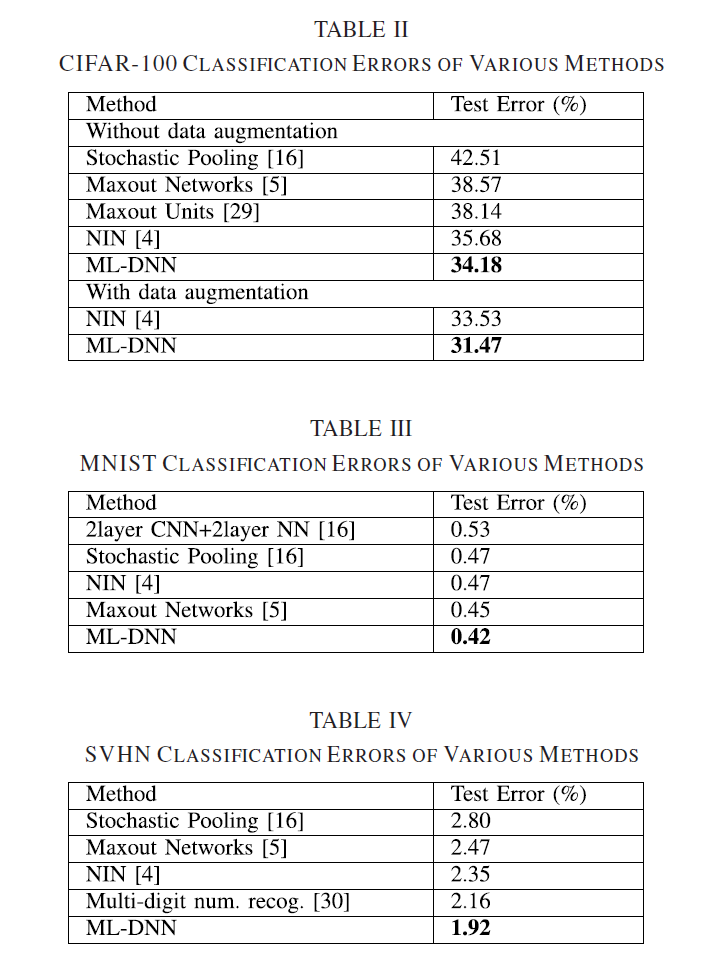 TABLE II
CIFAR-100 CLASSIFICATION ERRORS OF VARIOUS METHODS
Method Test Error (%)
Without data augmentation
Stochastic Pooling [16] 42.51
Maxout Networks [5] 38.57
Maxout Units [29] 38.14
NIN [4] 35.68
ML-DNN 34.18
With data augmentation
NIN [4] 33.53
ML-DNN 31.47
TABLE III
MNIST CLASSIFICATION ERRORS OF VARIOUS METHODS
Method Test Error (%)
2layer CNN+2layer NN [16] 0.53
Stochastic Pooling [16] 0.47
NIN [4] 0.47
Maxout Networks [5] 0.45
ML-DNN 0.42
TABLE IV
SVHN CLASSIFICATION ERRORS OF VARIOUS METHODS
Method Test Error (%)
Stochastic Pooling [16] 2.80
Maxout Networks [5] 2.47
NIN [4] 2.35
Multi-digit num. recog. [30] 2.16
ML-DNN 1.92